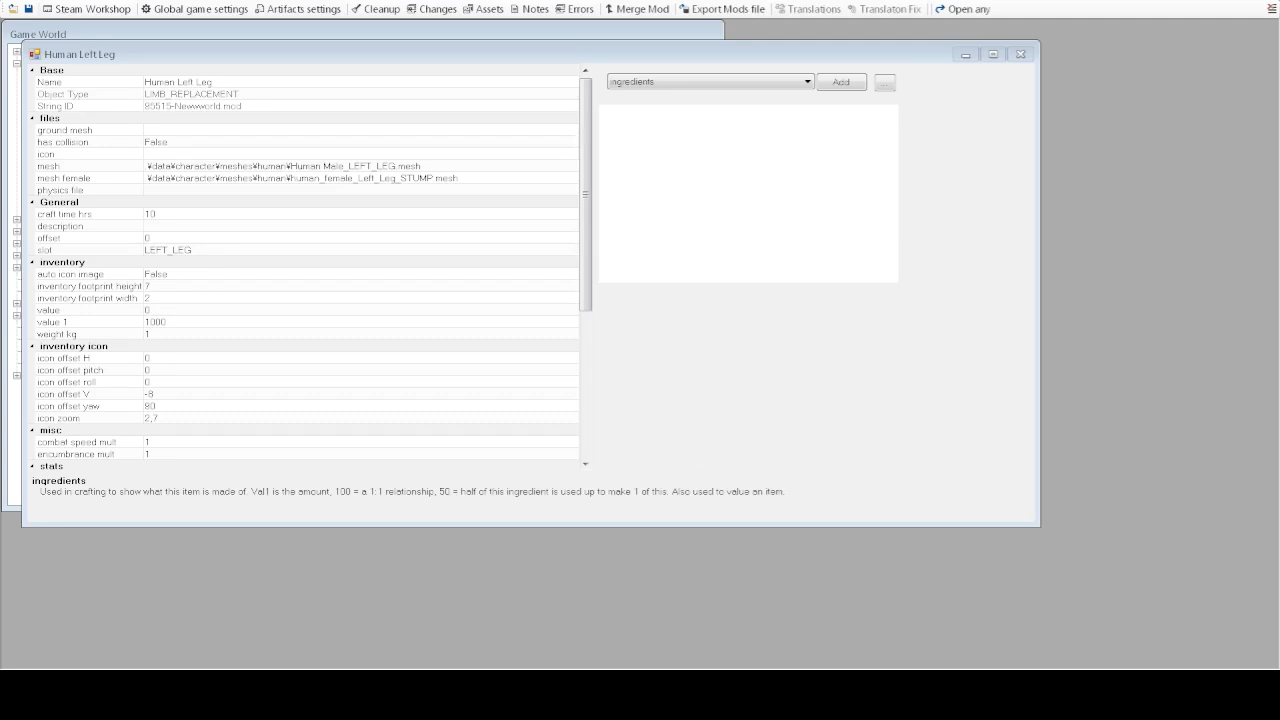 Steam Workshop Global game settings Artifacts settings Cleanup Changes Assets Notes Errors Merge Mod Export Mods file Translations Translaton Fix Open any
Game World
Human Left Leg
Base
Name Human Left Leg
Object Type LIMB_REPLACEMENT
String ID 95515-Newwworld mod
files
ground mesh
has collision False
icon
mesh .¥data¥character¥meshes¥human¥Human Male_LEFT_LEG.mesh
mesh female .¥data¥character¥meshes¥human¥human_female_Left_Leg_STUMP.mesh
physics file
General
craft time hrs 10
description
offset 0
slot LEFT_LEG
inventory
auto icon image False
inventory footprint height 7
inventory footprint width 2
value 0
value 1 1000
weight kg 1
inventory icon
icon offset H 0
icon offset pitch 0
icon offset roll 0
icon offset V
icon offset yaw
icon zoom 2,7
misc
combat speed mult 1
encumbrance mult 1
stats
ingredients Add ...
ingredients
Used in crafting to show what this item is made of. Val1 is the amount, 100 = a 1:1 relationship, 50 = half of this ingredient is used up to make 1 of this. Also used to value an item.